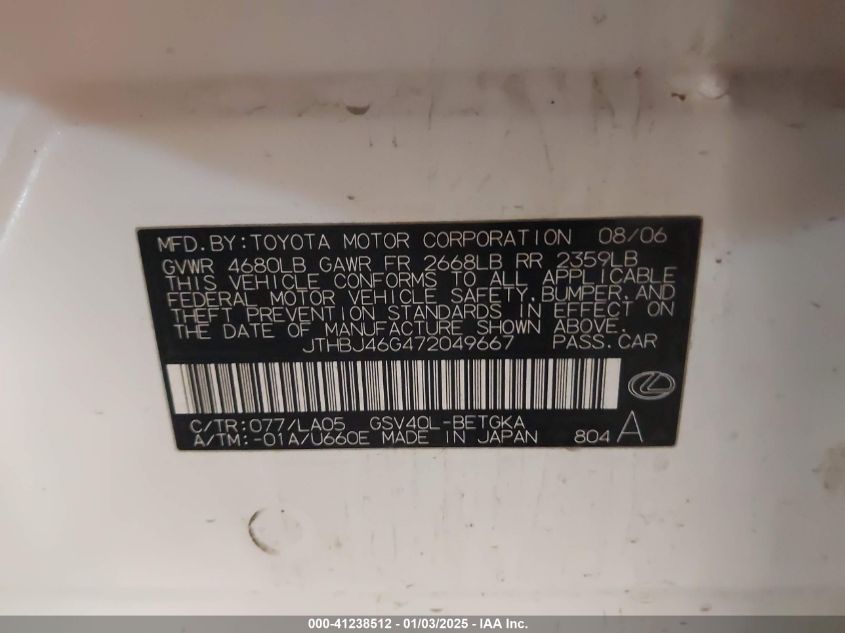 MFD.BY:TOYOTA MOTOR CORPORATION 08/06
GVWR 4680LB GAWR FR 2668LB RR 2359LB
THIS VEHICLE CONFORMS TO ALL APPLICABLE
FEDERAL MOTOR VEHICLE SAFETY,BUMPER,AND
THEFT PREVENTION STANDARDS IN EFFECT ON
THE DATE OF MANUFACTURE SHOWN ABOVE.
JTHBJ46G472049667 PASS.CAR
C/TR:077/LA05 GSV40L-BETGKA
A/TM:-01A/U660E MADE IN JAPAN 804 A
000-41238512 - 01/03/2025 - IAA Inc.